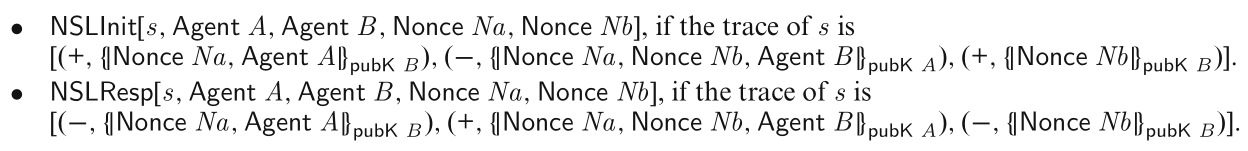 • NSLInit[s, Agent A, Agent B, Nonce Na, Nonce Nb], if the trace of s is
[(+, {|Nonce Na, Agent A|}pubK B), (−, {|Nonce Na, Nonce Nb, Agent B|}pubK A), (+, {|Nonce Nb|}pubK B)].
• NSLResp[s, Agent A, Agent B, Nonce Na, Nonce Nb], if the trace of s is
[(−, {|Nonce Na, Agent A|}pubK B), (+, {|Nonce Na, Nonce Nb, Agent B|}pubK A), (−, {|Nonce Nb|}pubK B)].